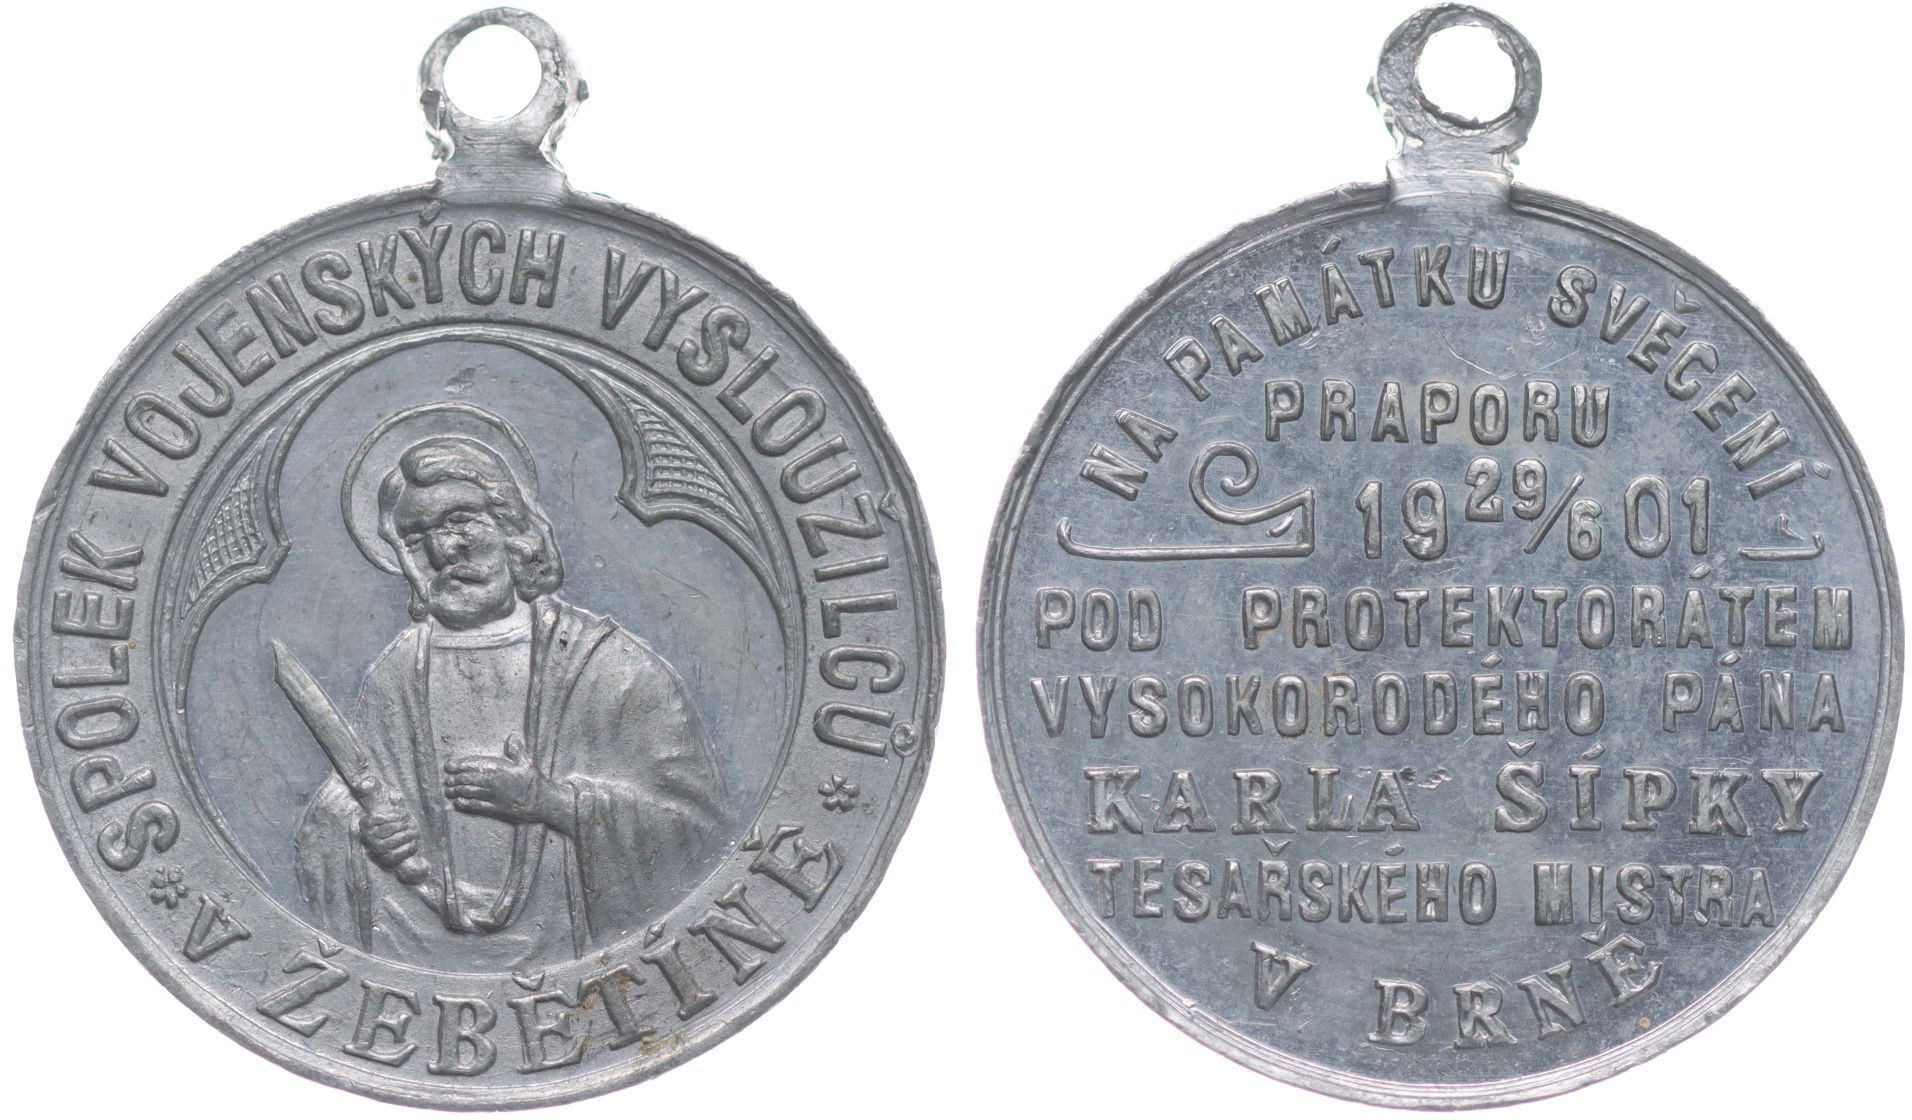 * SPOLEK VOJENSKÝCH VYSLOUŽILCŮ *
V ŽEBĚTÍNĚ
NA PAMÁTKU SVĚCENÍ
PRAPORU
19 29/6 01
POD PROTEKTORÁTEM
VYSOKORODÉHO PÁNA
KARLA ŠÍPKY
TESAŘSKÉHO MISTRA
V BRNĚ